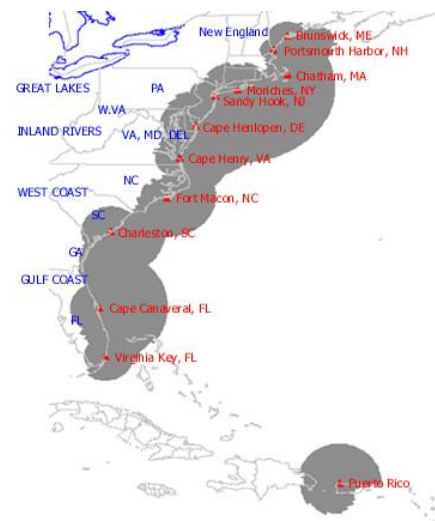 New England
Brunswick, ME
Portsmouth Harbor, NH
Chatham, MA
GREAT LAKES
PA
Moriches, NY
Sandy Hook, NJ
W.VA
INLAND RIVERS
VA, MD, DEL
Cape Henlopen, DE
Cape Henry, VA
NC
WEST COAST
Fort Macon, NC
SC
Charleston, SC
GA
GULF COAST
Cape Canaveral, FL
FL
Virginia Key, FL
Puerto Rico